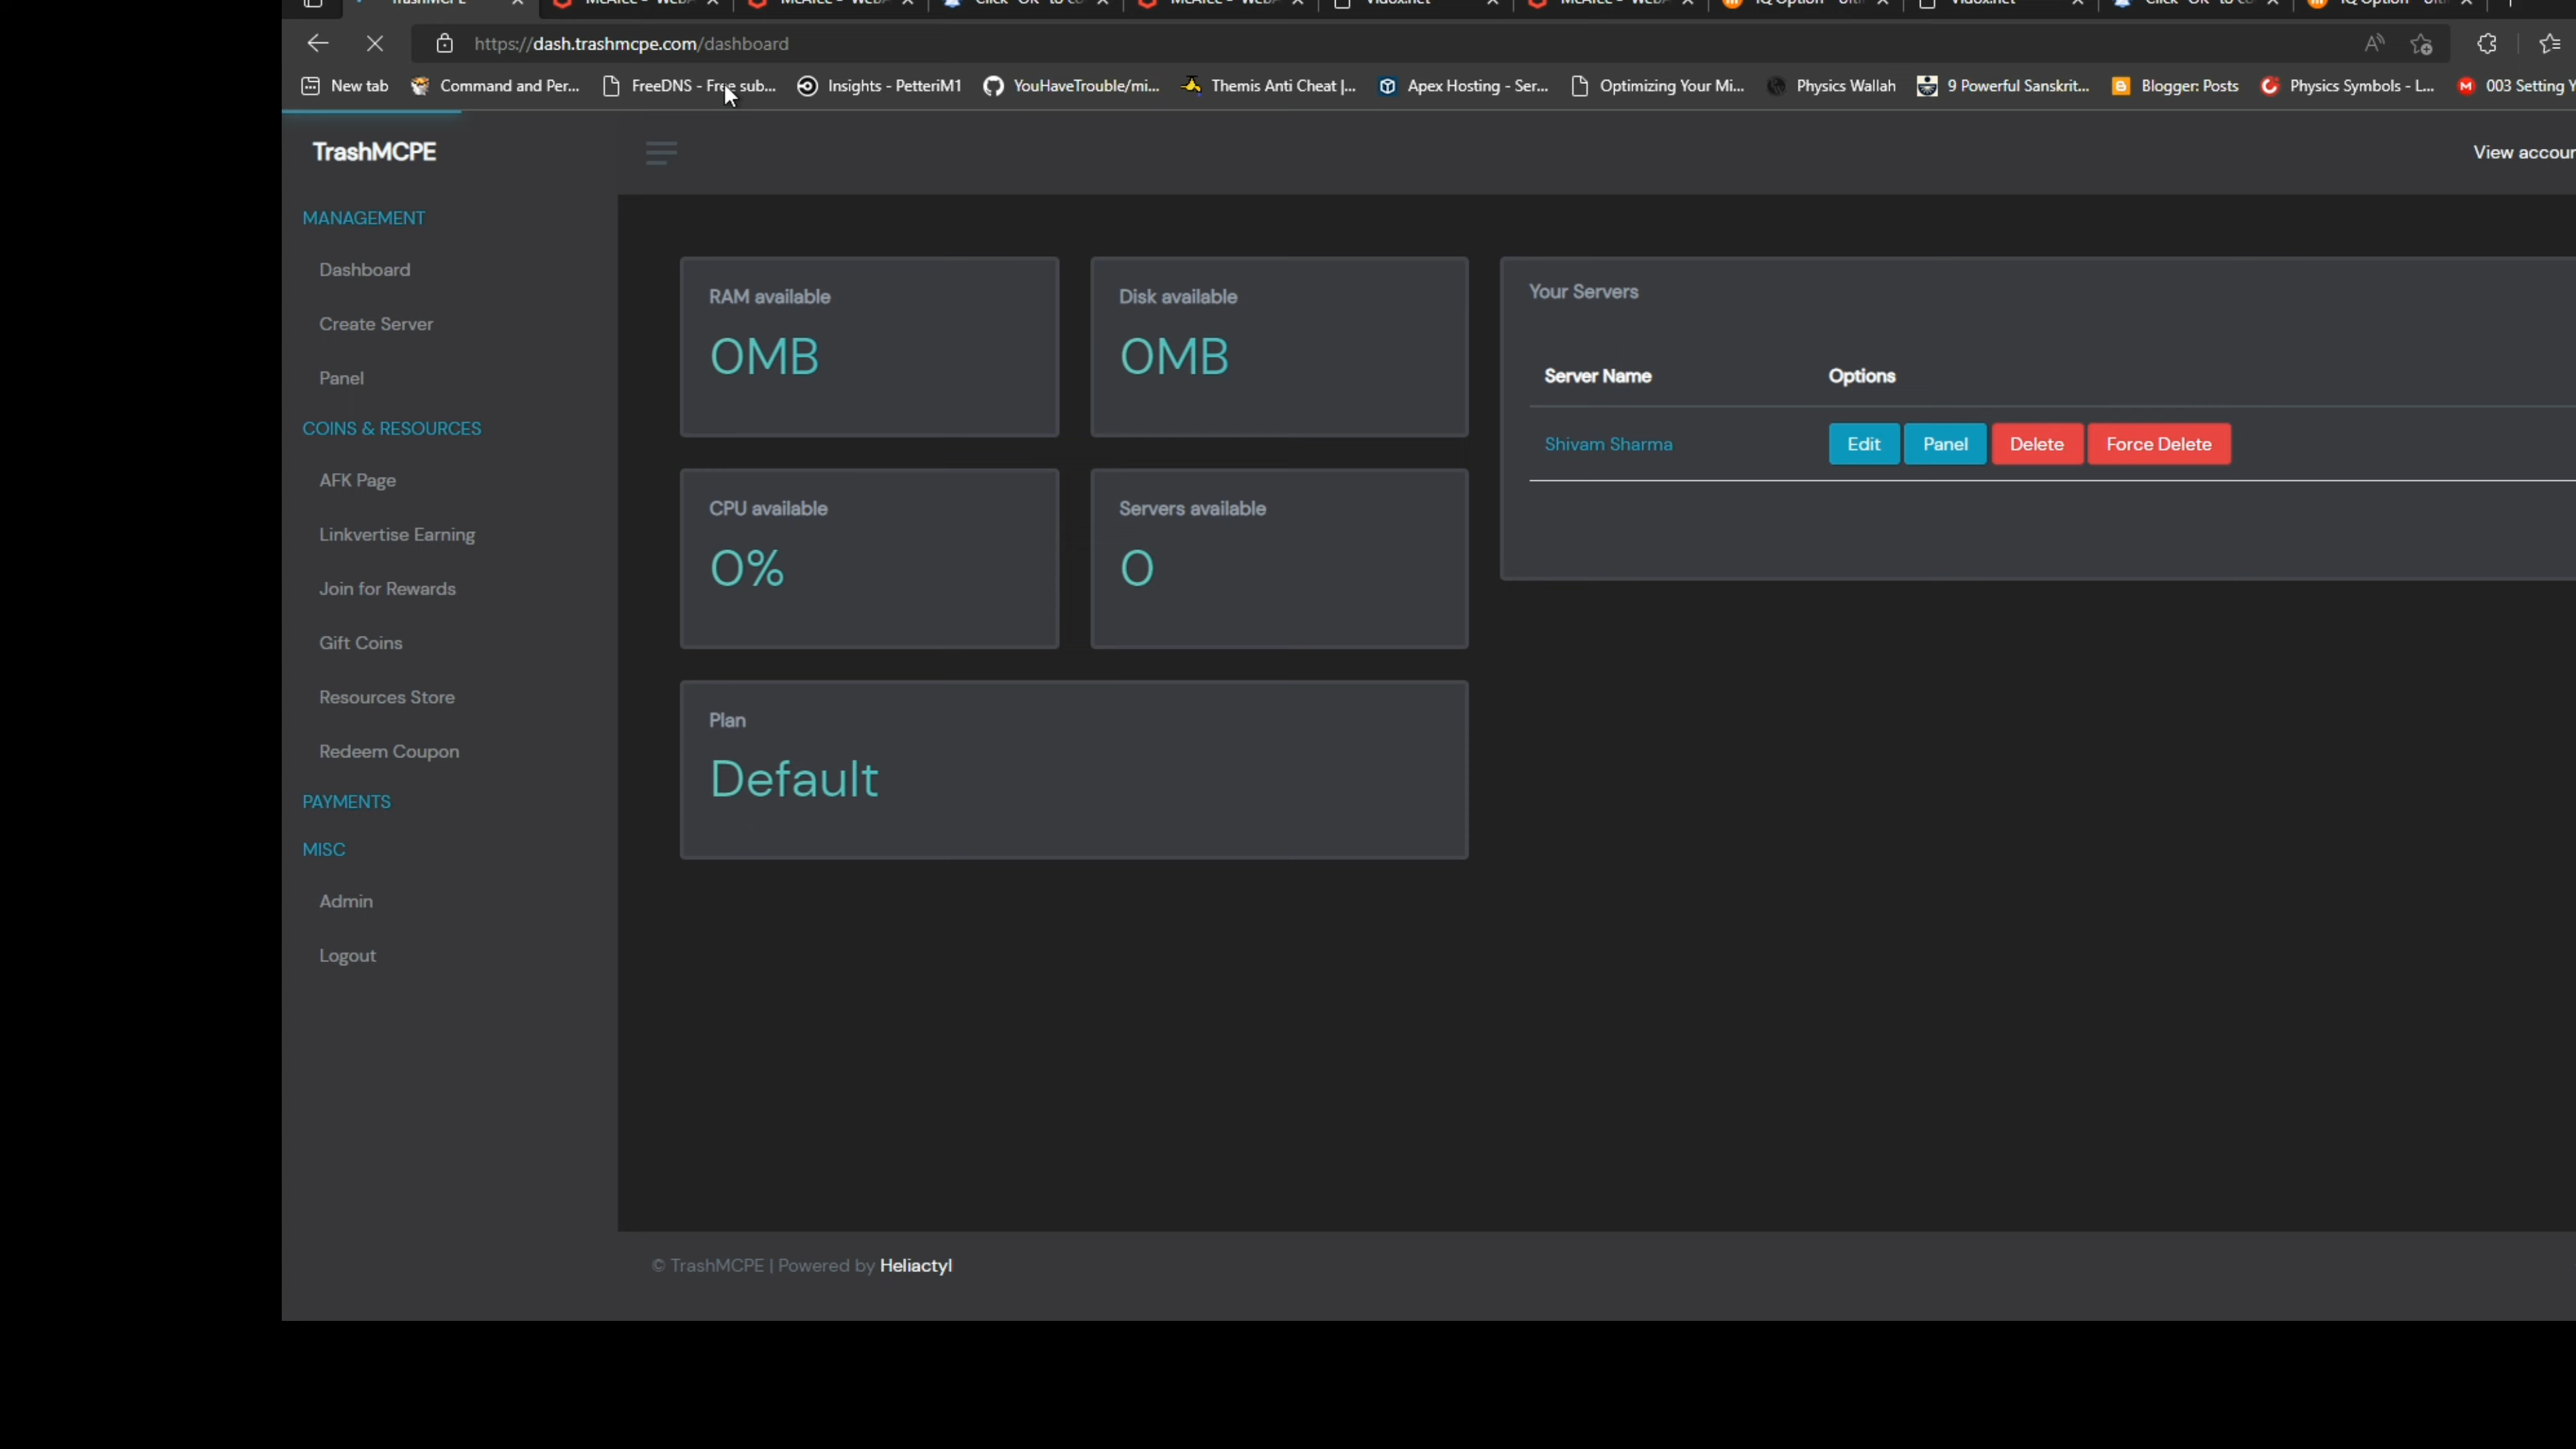 https://dash.trashmcpe.com/dashboard
New tab
Command and Per...
FreeDNS - Free sub...
Insights - PetteriM1
YouHaveTrouble/mi...
Themis Anti Cheat |...
Apex Hosting - Ser...
Optimizing Your Mi...
Physics Wallah
9 Powerful Sanskrit...
Blogger: Posts
Physics Symbols - L...
003 Setting Y
TrashMCPE
View accoun
MANAGEMENT
Dashboard
Create Server
Panel
COINS & RESOURCES
AFK Page
Linkvertise Earning
Join for Rewards
Gift Coins
Resources Store
Redeem Coupon
PAYMENTS
MISC
Admin
Logout
RAM available
0MB
Disk available
0MB
CPU available
0%
Servers available
0
Plan
Default
Your Servers
Server Name Options
Shivam Sharma Edit Panel Delete Force Delete
© TrashMCPE | Powered by Heliactyl